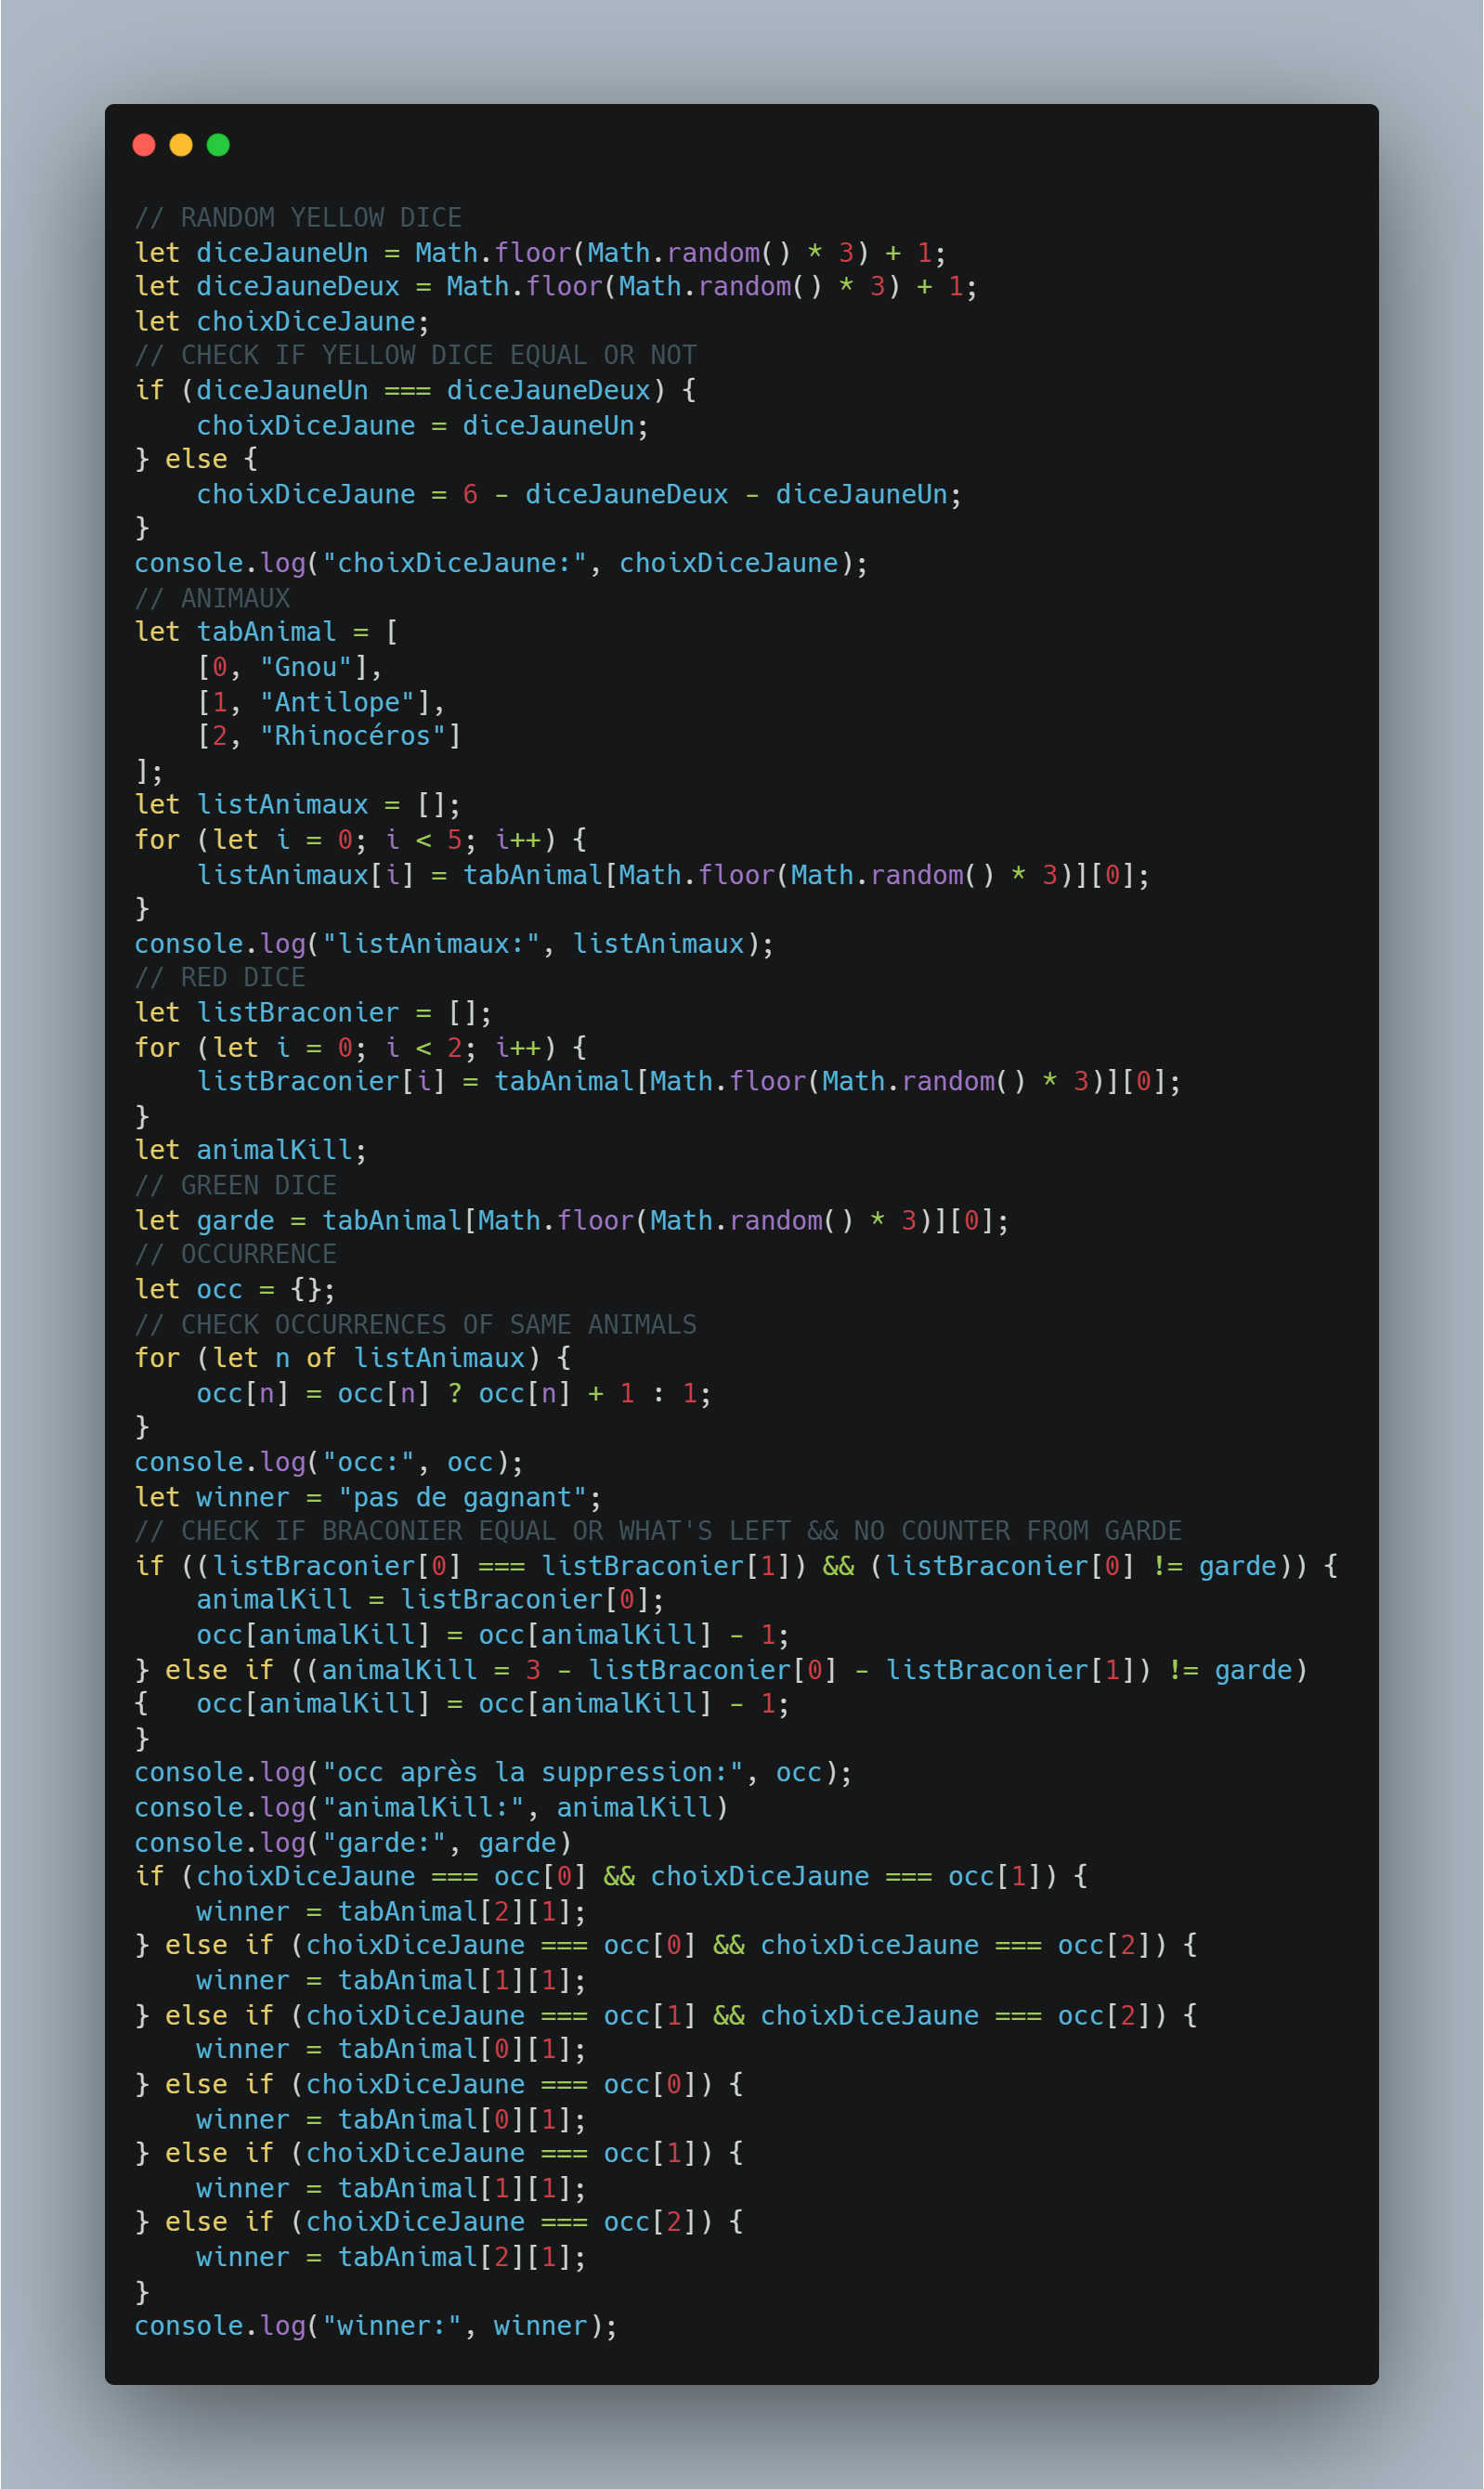 // RANDOM YELLOW DICE
let diceJauneUn = Math.floor(Math.random() * 3) + 1;
let diceJauneDeux = Math.floor(Math.random() * 3) + 1;
let choixDiceJaune;
// CHECK IF YELLOW DICE EQUAL OR NOT
if (diceJauneUn === diceJauneDeux) {
    choixDiceJaune = diceJauneUn;
} else {
    choixDiceJaune = 6 - diceJauneDeux - diceJauneUn;
}
console.log("choixDiceJaune:", choixDiceJaune);
// ANIMAUX
let tabAnimal = [
    [0, "Gnou"],
    [1, "Antilope"],
    [2, "Rhinocéros"]
];
let listAnimaux = [];
for (let i = 0; i < 5; i++) {
    listAnimaux[i] = tabAnimal[Math.floor(Math.random() * 3)][0];
}
console.log("listAnimaux:", listAnimaux);
// RED DICE
let listBraconier = [];
for (let i = 0; i < 2; i++) {
    listBraconier[i] = tabAnimal[Math.floor(Math.random() * 3)][0];
}
let animalKill;
// GREEN DICE
let garde = tabAnimal[Math.floor(Math.random() * 3)][0];
// OCCURRENCE
let occ = {};
// CHECK OCCURRENCES OF SAME ANIMALS
for (let n of listAnimaux) {
    occ[n] = occ[n] ? occ[n] + 1 : 1;
}
console.log("occ:", occ);
let winner = "pas de gagnant";
// CHECK IF BRACONIER EQUAL OR WHAT'S LEFT && NO COUNTER FROM GARDE
if ((listBraconier[0] === listBraconier[1]) && (listBraconier[0] != garde)) {
    animalKill = listBraconier[0];
    occ[animalKill] = occ[animalKill] - 1;
} else if ((animalKill = 3 - listBraconier[0] - listBraconier[1]) != garde)
{   occ[animalKill] = occ[animalKill] - 1;
}
console.log("occ après la suppression:", occ);
console.log("animalKill:", animalKill)
console.log("garde:", garde)
if (choixDiceJaune === occ[0] && choixDiceJaune === occ[1]) {
    winner = tabAnimal[2][1];
} else if (choixDiceJaune === occ[0] && choixDiceJaune === occ[2]) {
    winner = tabAnimal[1][1];
} else if (choixDiceJaune === occ[1] && choixDiceJaune === occ[2]) {
    winner = tabAnimal[0][1];
} else if (choixDiceJaune === occ[0]) {
    winner = tabAnimal[0][1];
} else if (choixDiceJaune === occ[1]) {
    winner = tabAnimal[1][1];
} else if (choixDiceJaune === occ[2]) {
    winner = tabAnimal[2][1];
}
console.log("winner:", winner);